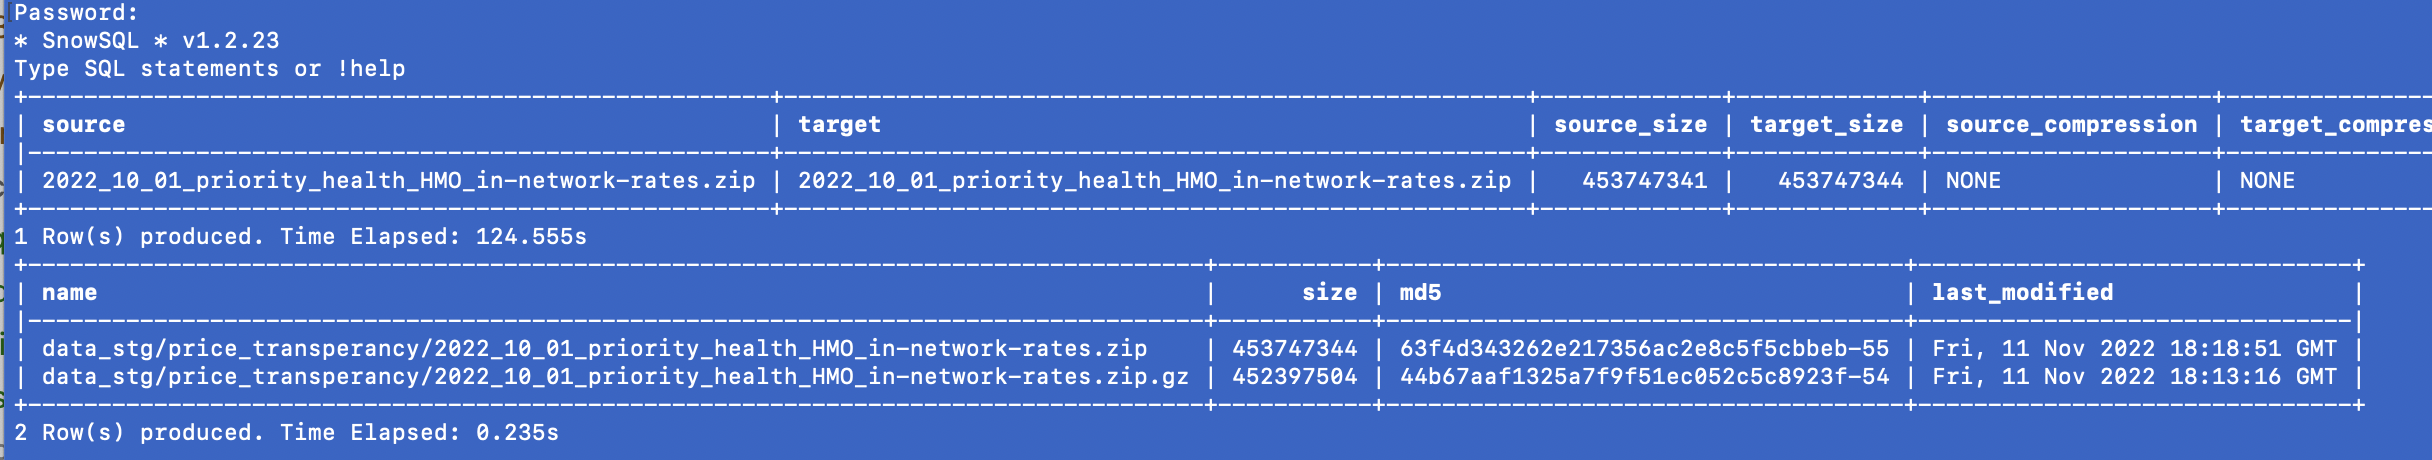 Password:
* SnowSQL * v1.2.23
Type SQL statements or !help
| source | target | source_size | target_size | source_compression | target_compres
| 2022_10_01_priority_health_HMO_in-network-rates.zip | 2022_10_01_priority_health_HMO_in-network-rates.zip | 453747341 | 453747344 | NONE | NONE
1 Row(s) produced. Time Elapsed: 124.555s
| name | size | md5 | last_modified |
| data_stg/price_transperancy/2022_10_01_priority_health_HMO_in-network-rates.zip | 453747344 | 63f4d343262e217356ac2e8c5f5cbbeb-55 | Fri, 11 Nov 2022 18:18:51 GMT |
| data_stg/price_transperancy/2022_10_01_priority_health_HMO_in-network-rates.zip.gz | 452397504 | 44b67aaf1325a7f9f51ec052c5c8923f-54 | Fri, 11 Nov 2022 18:13:16 GMT |
2 Row(s) produced. Time Elapsed: 0.235s